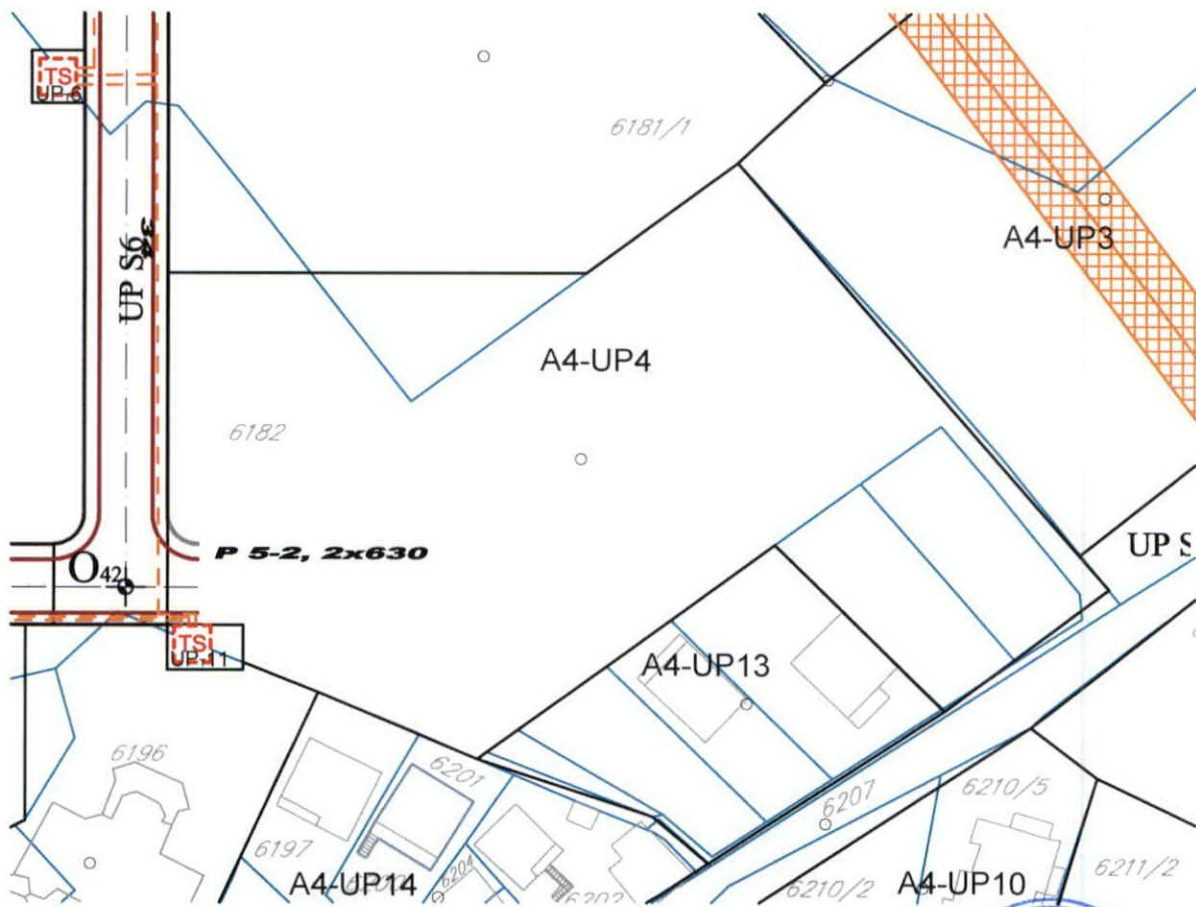 TS
UP-6
6181/1
A4-UP3
UP S6
A4-UP4
6182
P 5-2, 2x630
UP S
O42
TS
UP-11
A4-UP13
6196
6201
6207
6210/5
6197
6204
A4-UP14
6202
6210/2
A4-UP10
6211/2